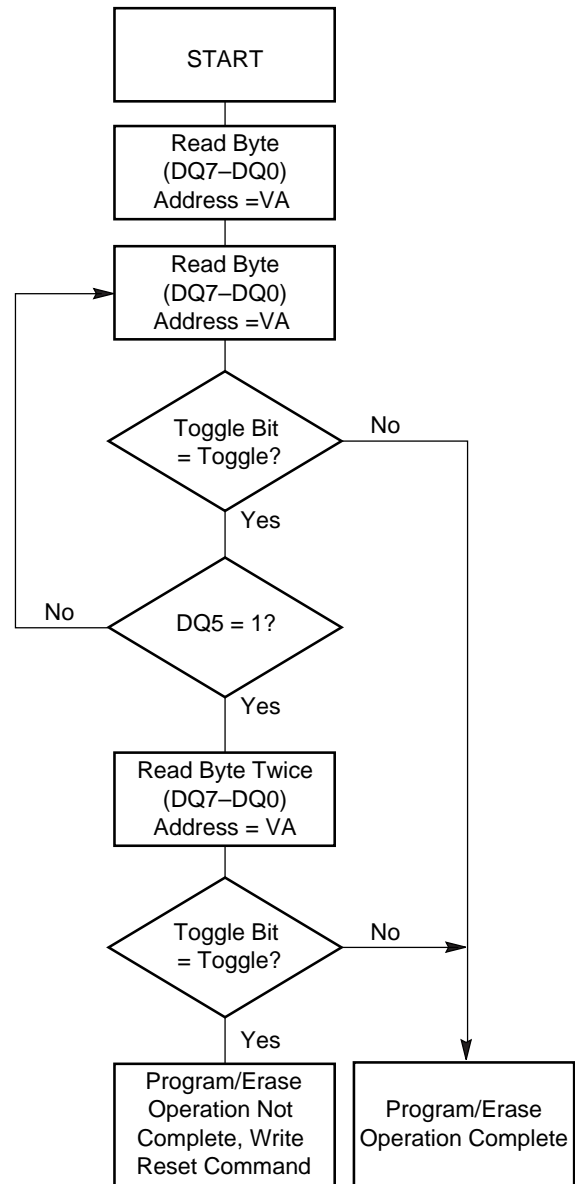 START
Read Byte
(DQ7–DQ0)
Address =VA
Read Byte
(DQ7–DQ0)
Address =VA
Toggle Bit
= Toggle?
No
Yes
No
DQ5 = 1?
Yes
Read Byte Twice
(DQ7–DQ0)
Address = VA
Toggle Bit
= Toggle?
No
Yes
Program/Erase
Operation Not
Complete, Write
Reset Command
Program/Erase
Operation Complete